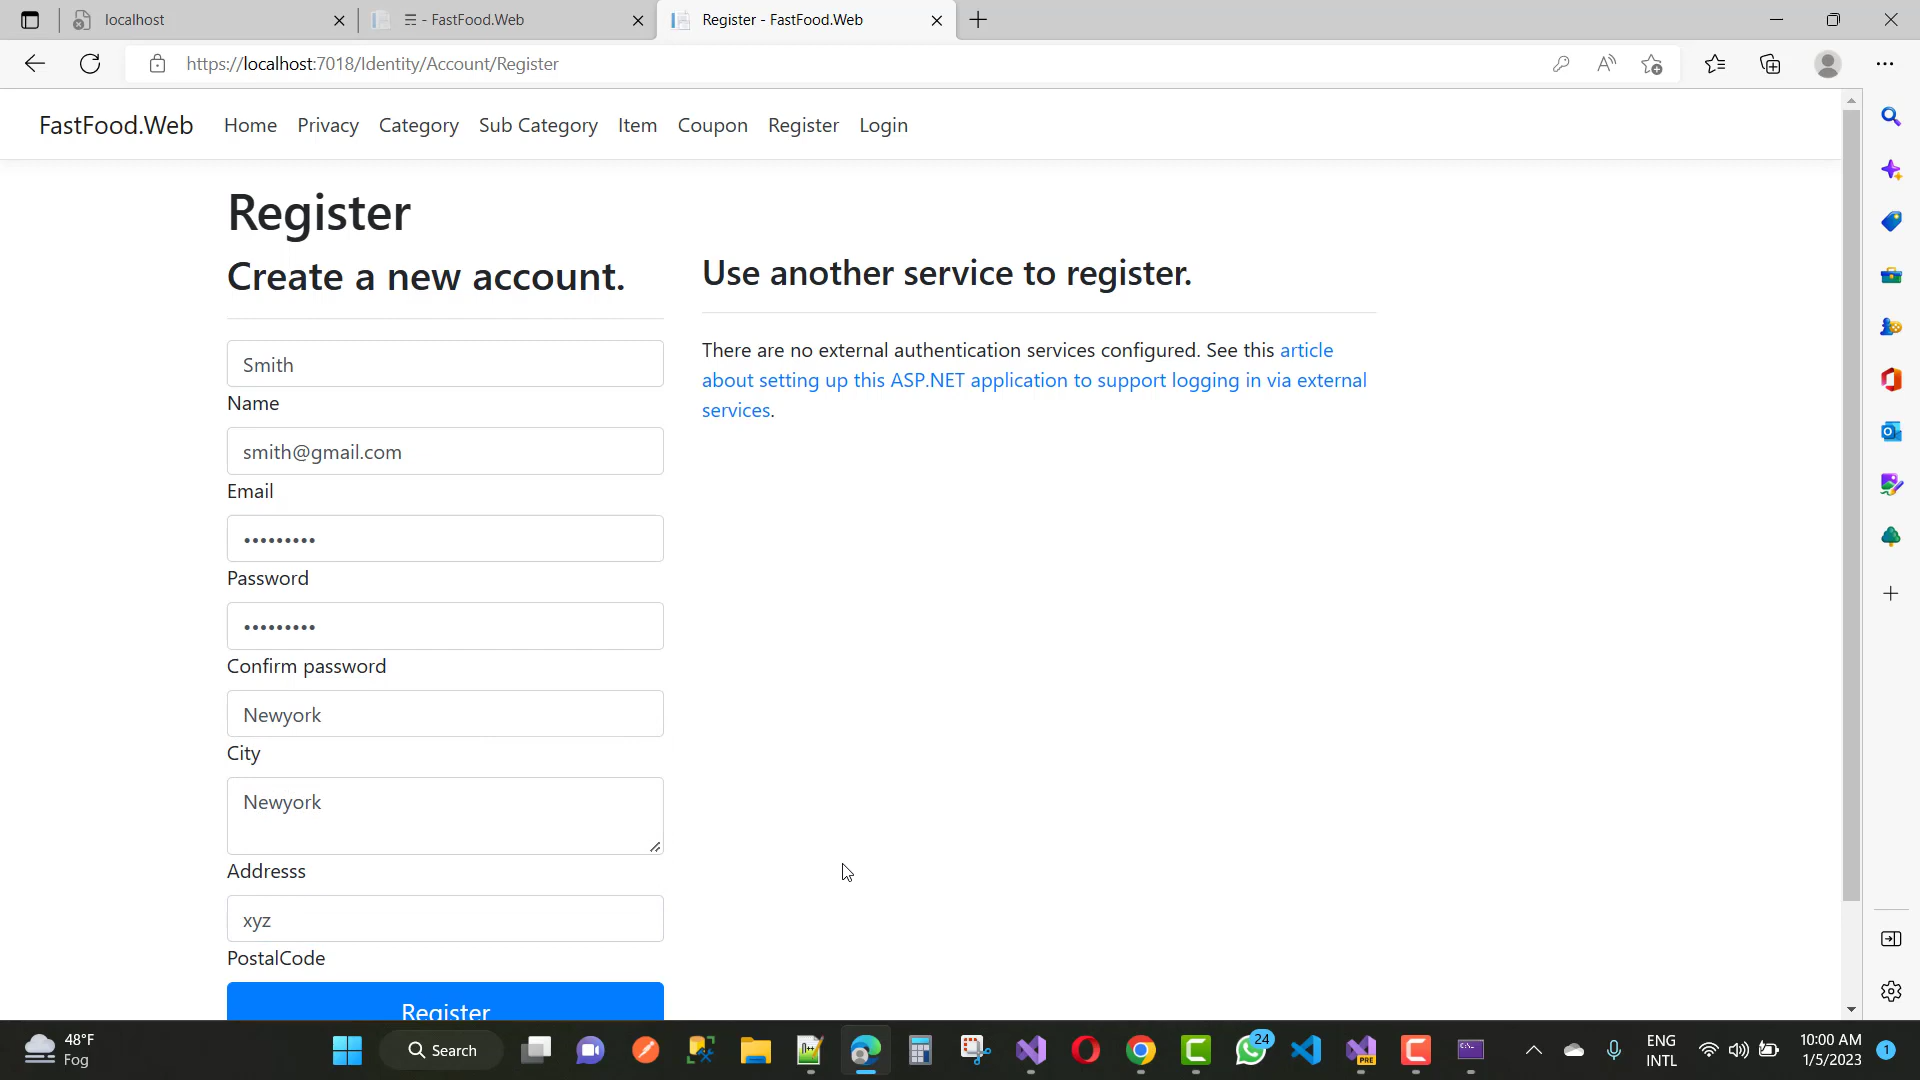 localhost
☰ - FastFood.Web
Register - FastFood.Web
https://localhost:7018/Identity/Account/Register
FastFood.Web Home Privacy Category Sub Category Item Coupon Register Login
Register
Create a new account.
Smith
Name
smith@gmail.com
Email
•••••••••
Password
•••••••••
Confirm password
Newyork
City
Newyork
Addresss
xyz
PostalCode
Register
Use another service to register.
There are no external authentication services configured. See this article
about setting up this ASP.NET application to support logging in via external
services.
48°F
Fog
Search
24
PRE
ENG
INTL
10:00 AM
1/5/2023
1